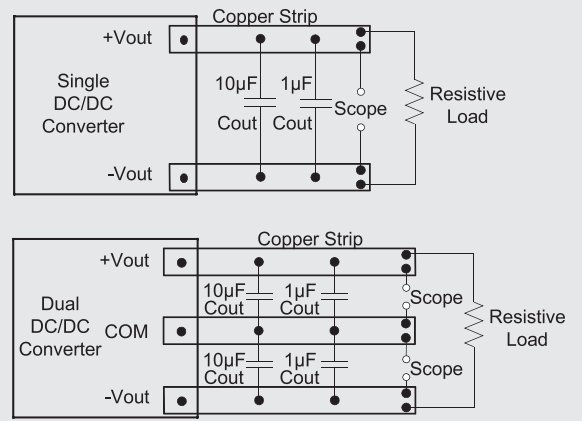 Copper Strip
+Vout
Single
DC/DC
Converter
10µF
1µF
Cout
Cout
Scope
Resistive
Load
-Vout
Copper Strip
+Vout
10µF
Cout
1µF
Cout
Scope
Dual
DC/DC
Converter
COM
Resistive
Load
10µF
Cout
1µF
Cout
Scope
-Vout